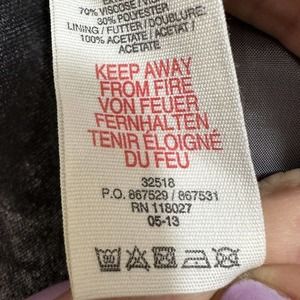 70% VISCOSE /
30% POLYESTER
LINING / FUTTER / DOUBLURE:
100% ACETATE / ACETAT /
ACETATE
KEEP AWAY
FROM FIRE
VON FEUER
FERNHALTEN
TENIR ÉLOIGNÉ
DU FEU
32518
P.O. 867529 / 867531
RN 118027
05-13